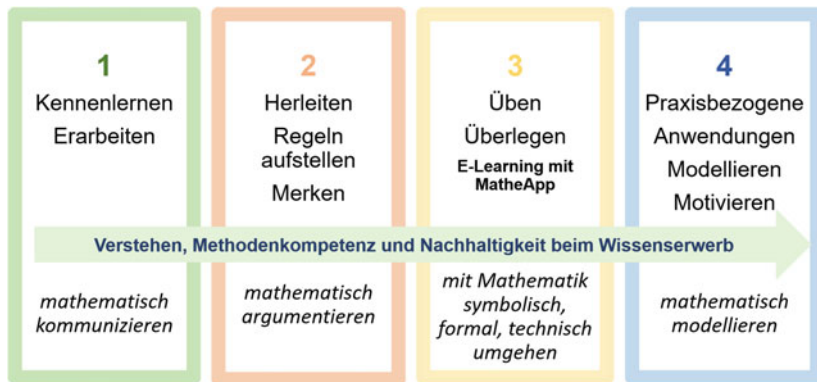 1
Kennenlernen
Erarbeiten
2
Herleiten
Regeln
aufstellen
Merken
3
Üben
Überlegen
E-Learning mit
MatheApp
4
Praxisbezogene
Anwendungen
Modellieren
Motivieren
Verstehen, Methodenkompetenz und Nachhaltigkeit beim Wissenserwerb
mathematisch
kommunizieren
mathematisch
argumentieren
mit Mathematik
symbolisch,
formal, technisch
umgehen
mathematisch
modellieren